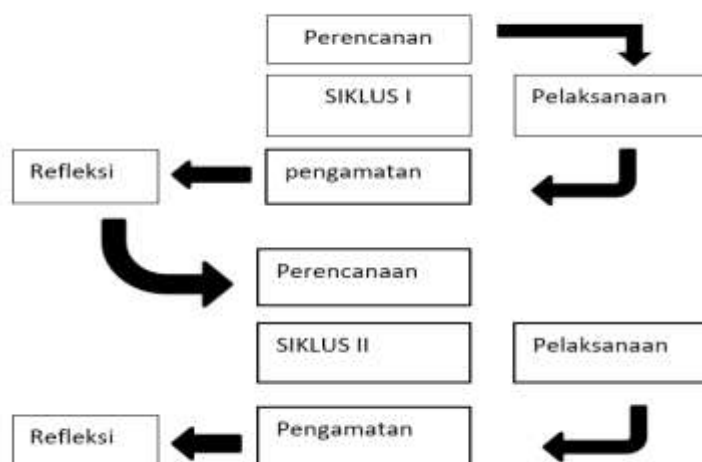 Perencanan
SIKLUS I
Pelaksanaan
pengamatan
Refleksi
Perencanaan
SIKLUS II
Pelaksanaan
Pengamatan
Refleksi